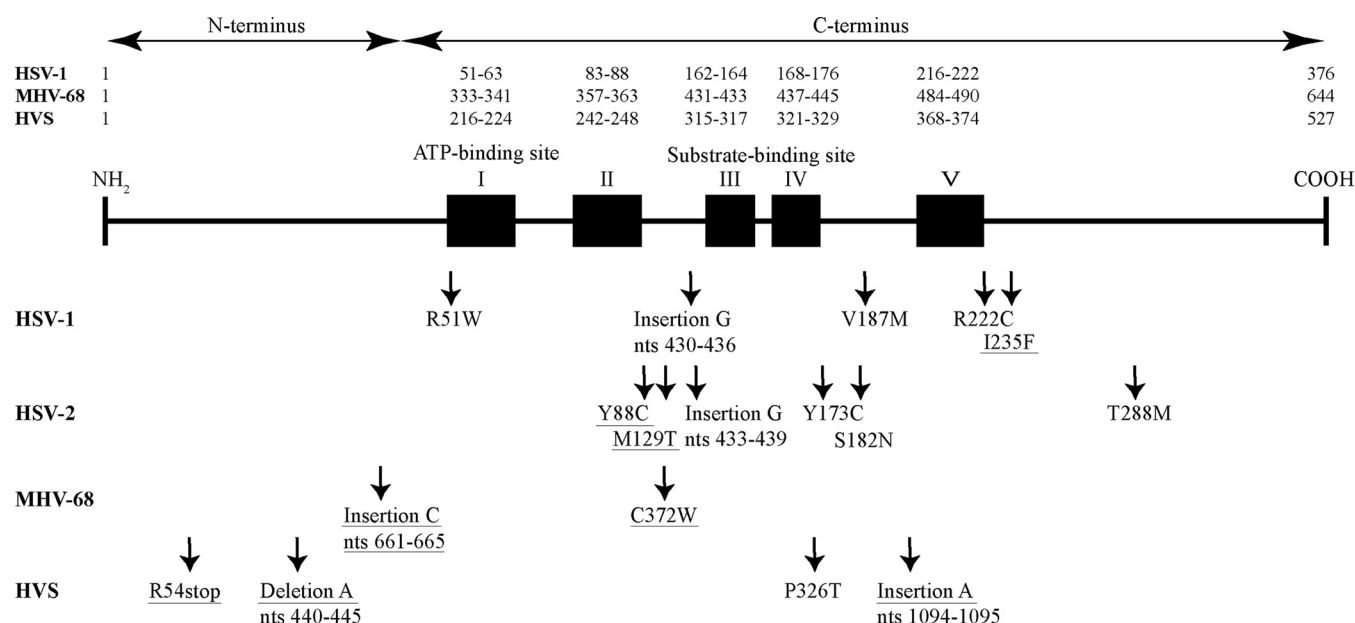 N-terminus C-terminus
HSV-1 1 51-63 83-88 162-164 168-176 216-222 376
MHV-68 1 333-341 357-363 431-433 437-445 484-490 644
HVS 1 216-224 242-248 315-317 321-329 368-374 527
ATP-binding site Substrate-binding site
NH2 I II III IV V COOH
HSV-1 R51W Insertion G V187M R222C
nts 430-436 I235F
HSV-2 Y88C Insertion G Y173C T288M
M129T nts 433-439 S182N
MHV-68 Insertion C C372W
nts 661-665
HVS R54stop Deletion A P326T Insertion A
nts 440-445 nts 1094-1095